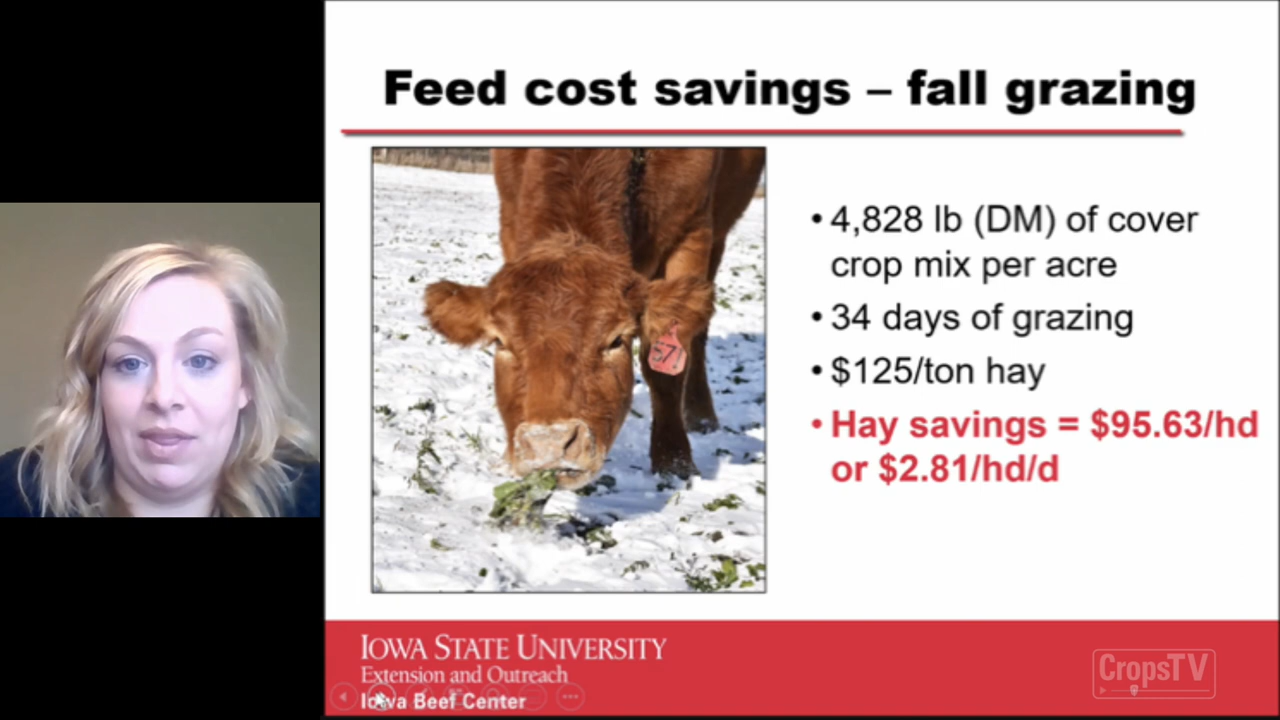 Feed cost savings – fall grazing
• 4,828 lb (DM) of cover
crop mix per acre
• 34 days of grazing
• $125/ton hay
• Hay savings = $95.63/hd
or $2.81/hd/d
57
IOWA STATE UNIVERSITY
Extension and Outreach
Iowa Beef Center
CropsTV